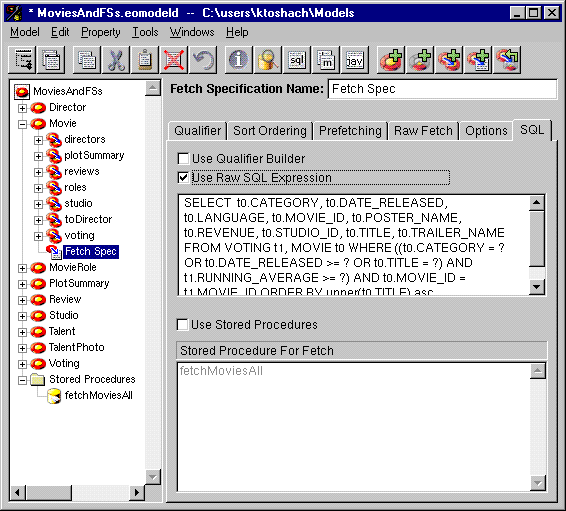 * MoviesAndFSs.eomodeld -- C:\users\ktoshach\Models
Model Edit Property Tools Windows Help
sql m jav
MoviesAndFSs
Director
Movie
directors
plotSummary
reviews
roles
studio
toDirector
voting
Fetch Spec
MovieRole
PlotSummary
Review
Studio
Talent
TalentPhoto
Voting
Stored Procedures
fetchMoviesAll
Fetch Specification Name: Fetch Spec
Qualifier Sort Ordering Prefetching Raw Fetch Options SQL
Use Qualifier Builder
Use Raw SQL Expression
SELECT t0.CATEGORY, t0.DATE_RELEASED,
t0.LANGUAGE, t0.MOVIE_ID, t0.POSTER_NAME,
t0.REVENUE, t0.STUDIO_ID, t0.TITLE, t0.TRAILER_NAME
FROM VOTING t1, MOVIE t0 WHERE ((t0.CATEGORY = ?
OR t0.DATE_RELEASED >= ? OR t0.TITLE = ?) AND
t1.RUNNING_AVERAGE >= ?) AND t0.MOVIE_ID =
t1.MOVIE_ID ORDER BY upper(t0.TITLE) asc
Use Stored Procedures
Stored Procedure For Fetch
fetchMoviesAll